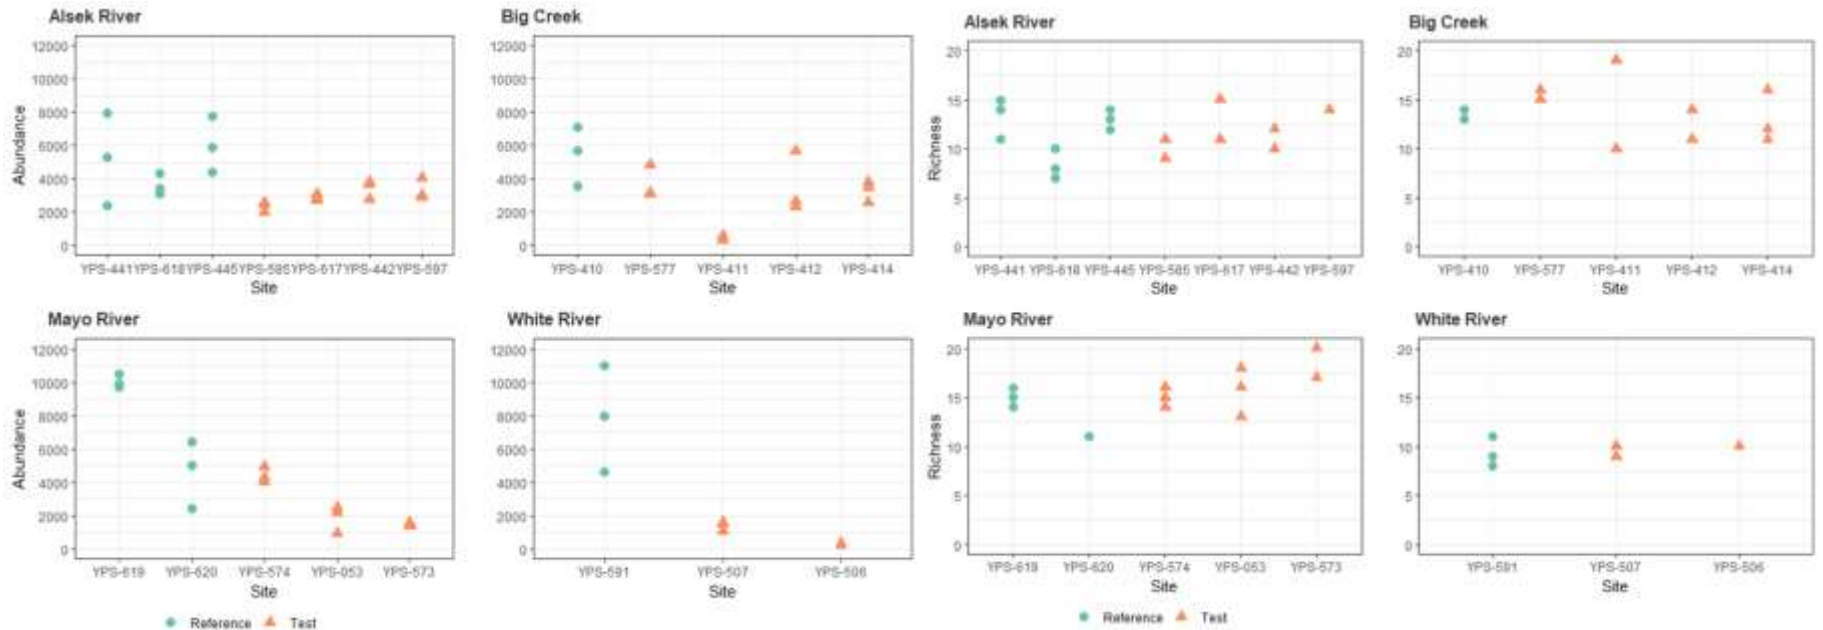 Alsek River
12000
10000
8000
6000
4000
2000
0
Abundance
YPS-441 YPS-618 YPS-445 YPS-585 YPS-617 YPS-442 YPS-597
Site
Big Creek
12000
10000
8000
6000
4000
2000
0
YPS-410 YPS-577 YPS-411 YPS-412 YPS-414
Site
Alsek River
20
15
10
5
0
Richness
YPS-441 YPS-618 YPS-445 YPS-585 YPS-617 YPS-442 YPS-597
Site
Big Creek
20
15
10
5
0
YPS-410 YPS-577 YPS-411 YPS-412 YPS-414
Site
Mayo River
12000
10000
8000
6000
4000
2000
0
Abundance
YPS-619 YPS-620 YPS-574 YPS-053 YPS-573
Site
White River
12000
10000
8000
6000
4000
2000
0
YPS-591 YPS-507 YPS-506
Site
Mayo River
20
15
10
5
0
Richness
YPS-619 YPS-620 YPS-574 YPS-053 YPS-573
Site
White River
20
15
10
5
0
YPS-591 YPS-507 YPS-506
Site
Reference Test
Reference Test